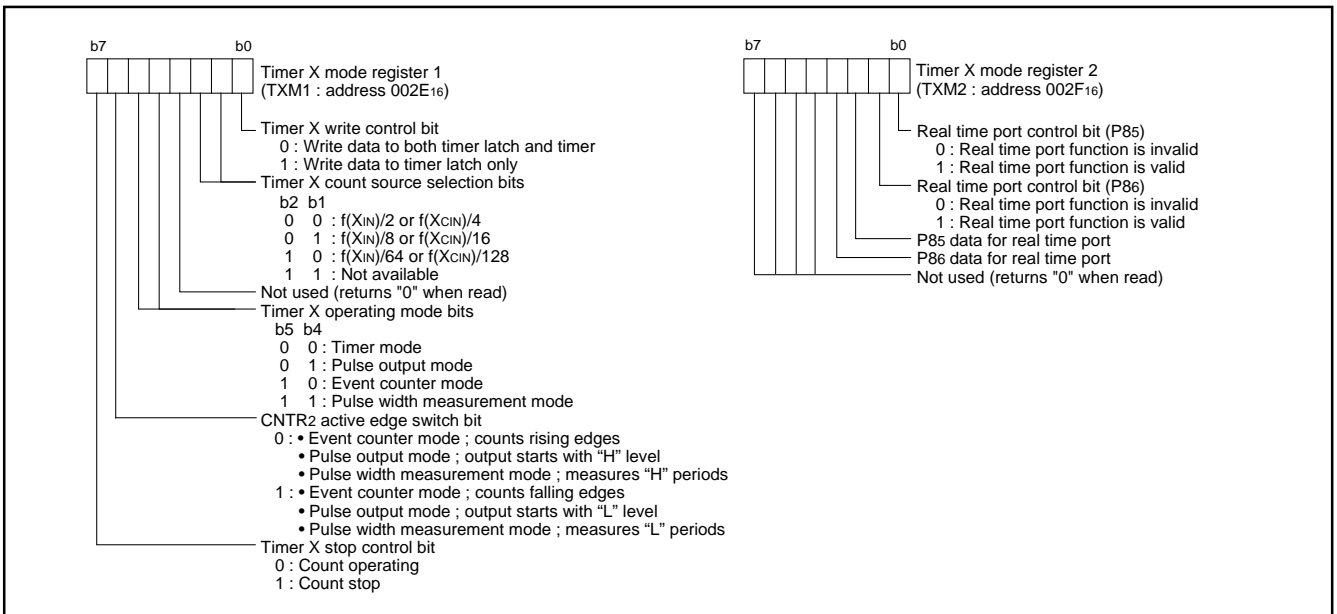 b7 b0
Timer X mode register 1
(TXM1 : address 002E16)
Timer X write control bit
0 : Write data to both timer latch and timer
1 : Write data to timer latch only
Timer X count source selection bits
b2 b1
0 0 : f(XIN)/2 or f(XCIN)/4
0 1 : f(XIN)/8 or f(XCIN)/16
1 0 : f(XIN)/64 or f(XCIN)/128
1 1 : Not available
Not used (returns "0" when read)
Timer X operating mode bits
b5 b4
0 0 : Timer mode
0 1 : Pulse output mode
1 0 : Event counter mode
1 1 : Pulse width measurement mode
CNTR2 active edge switch bit
0 : • Event counter mode ; counts rising edges
• Pulse output mode ; output starts with “H” level
• Pulse width measurement mode ; measures “H” periods
1 : • Event counter mode ; counts falling edges
• Pulse output mode ; output starts with “L” level
• Pulse width measurement mode ; measures “L” periods
Timer X stop control bit
0 : Count operating
1 : Count stop
b7 b0
Timer X mode register 2
(TXM2 : address 002F16)
Real time port control bit (P85)
0 : Real time port function is invalid
1 : Real time port function is valid
Real time port control bit (P86)
0 : Real time port function is invalid
1 : Real time port function is valid
P85 data for real time port
P86 data for real time port
Not used (returns "0" when read)